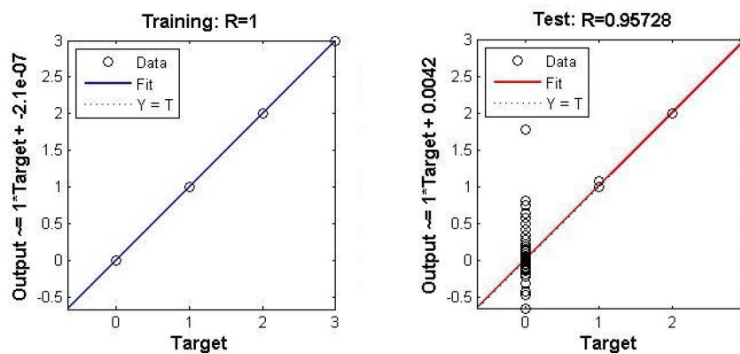 Training: R=1
Output ~= 1*Target + -2.1e-07
3
2.5
2
1.5
1
0.5
0
-0.5
Data
Fit
Y = T
0 1 2 3
Target
Test: R=0.95728
Output ~= 1*Target + 0.0042
3
2.5
2
1.5
1
0.5
0
-0.5
Data
Fit
Y = T
0 1 2
Target